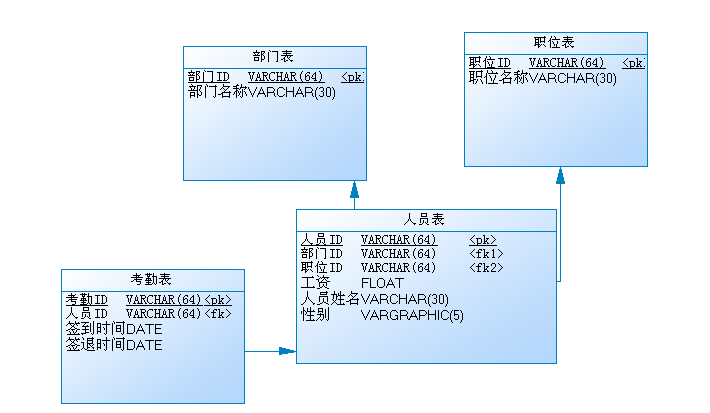 部门表
部门ID VARCHAR(64) <pk>
部门名称VARCHAR(30)
职位表
职位ID VARCHAR(64) <pk>
职位名称VARCHAR(30)
人员表
人员ID VARCHAR(64) <pk>
部门ID VARCHAR(64) <fk1>
职位ID VARCHAR(64) <fk2>
工资 FLOAT
人员姓名VARCHAR(30)
性别 VARGRAPHIC(5)
考勤表
考勤ID VARCHAR(64)<pk>
人员ID VARCHAR(64)<fk>
签到时间DATE
签退时间DATE